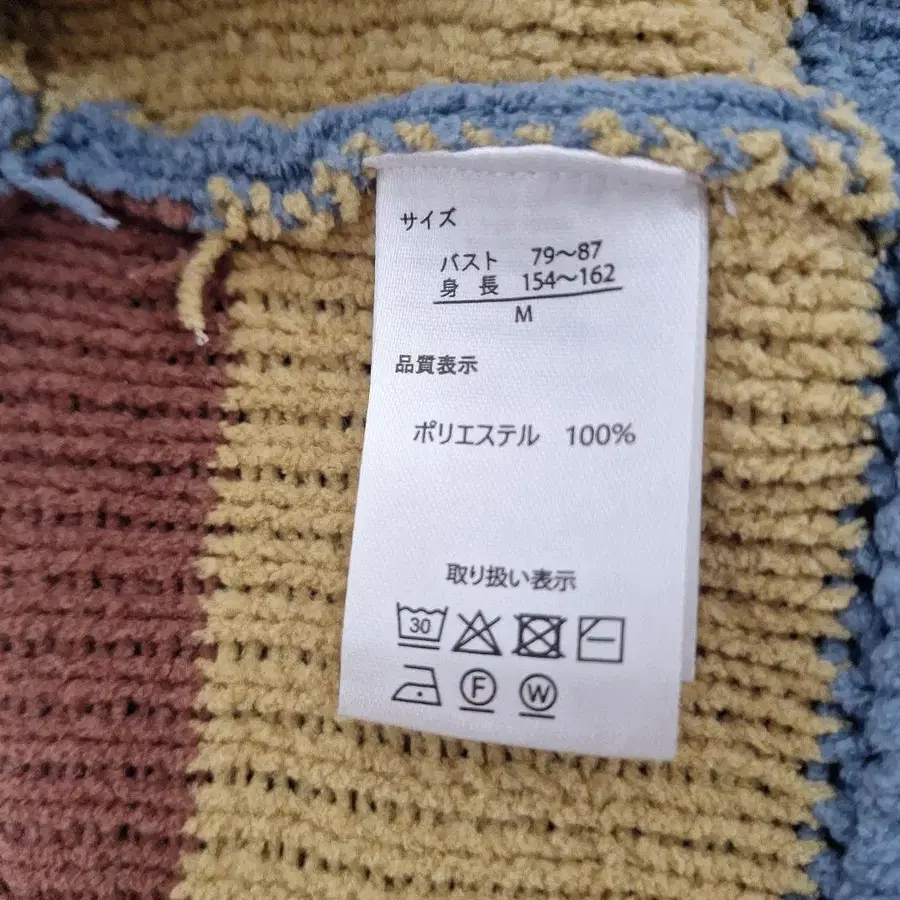 サイズ
バスト 79〜87
身 長 154〜162
M
品質表示
ポリエステル 100%
取り扱い表示
30
F W